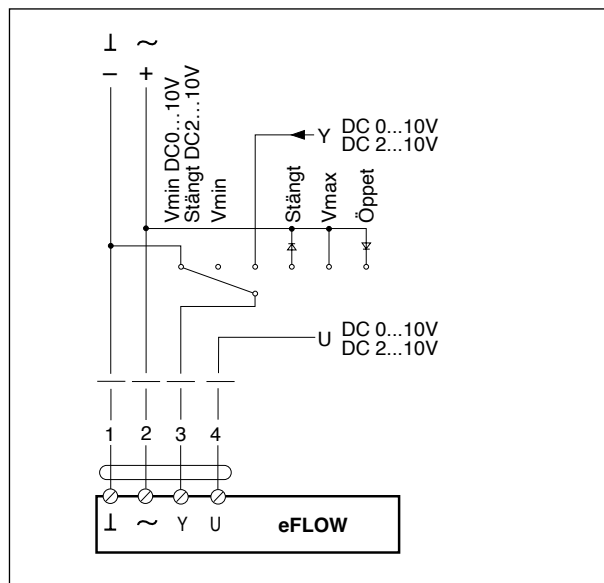 ⊥ ~
− +
Vmin DC0...10V
Stängt DC2...10V
Vmin
Y DC 0...10V
DC 2...10V
Stängt
Vmax
Öppet
U DC 0...10V
DC 2...10V
1 2 3 4
⊥ ~ Y U eFLOW